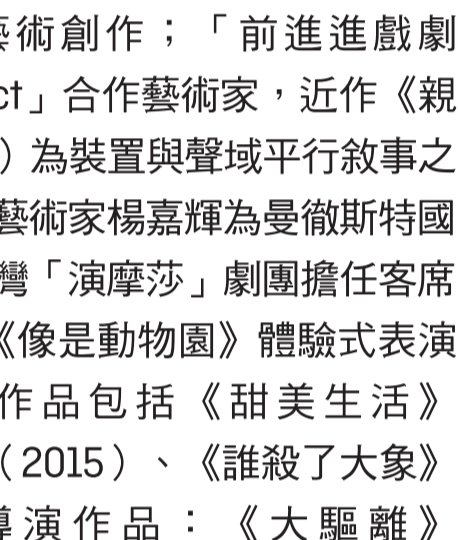 藝術創作；「前進進戲劇
ct」合作藝術家，近作《親
）為裝置與聲域平行敘事之
藝術家楊嘉輝為曼徹斯特國
灣「演摩莎」劇團擔任客席
《像是動物園》體驗式表演
作品包括《甜美生活》
（2015）、《誰殺了大象》
導演作品：《大驅離》